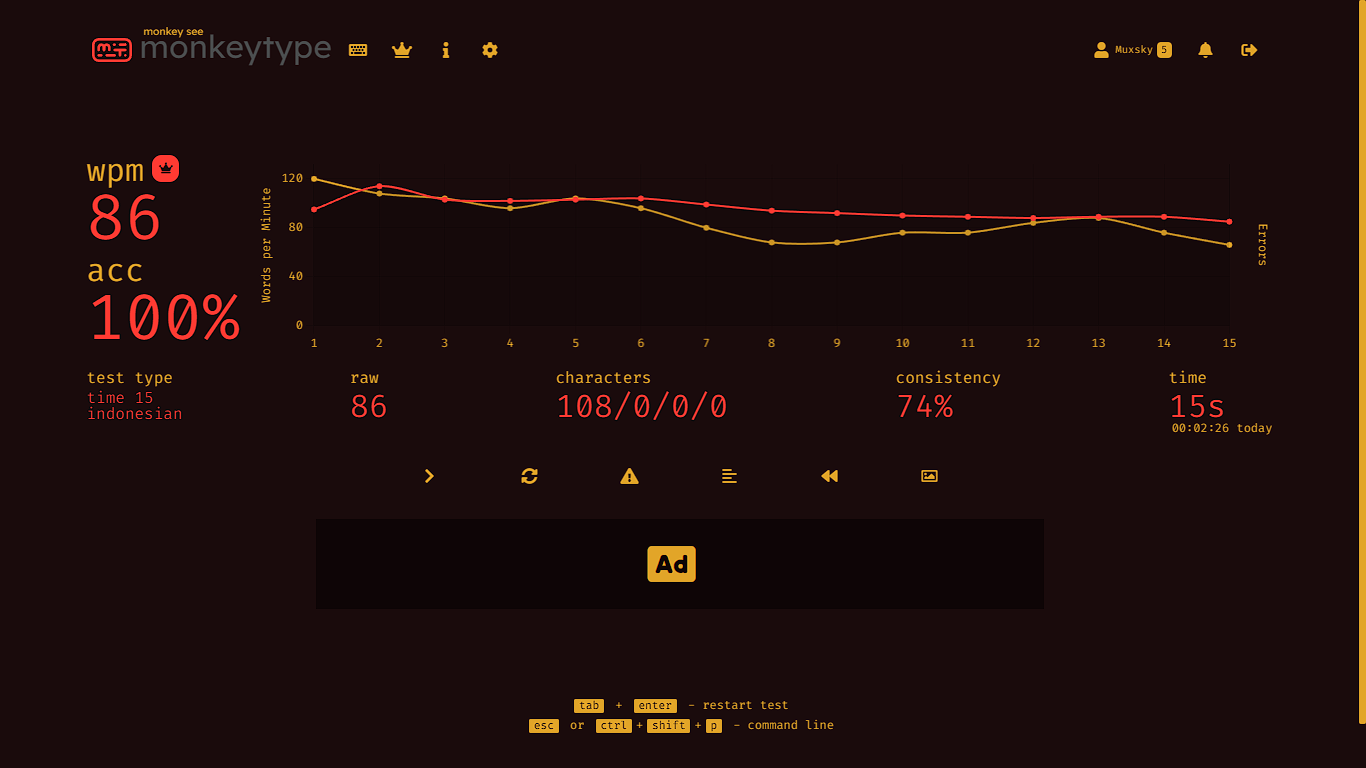 monkey see
monkeytype
Muxsky 5
wpm
86
acc
100%
Words per Minute
120
80
40
0
1 2 3 4 5 6 7 8 9 10 11 12 13 14 15
Errors
test type
time 15
indonesian
raw
86
characters
108/0/0/0
consistency
74%
time
15s
00:02:26 today
Ad
tab + enter - restart test
esc or ctrl + shift + p - command line